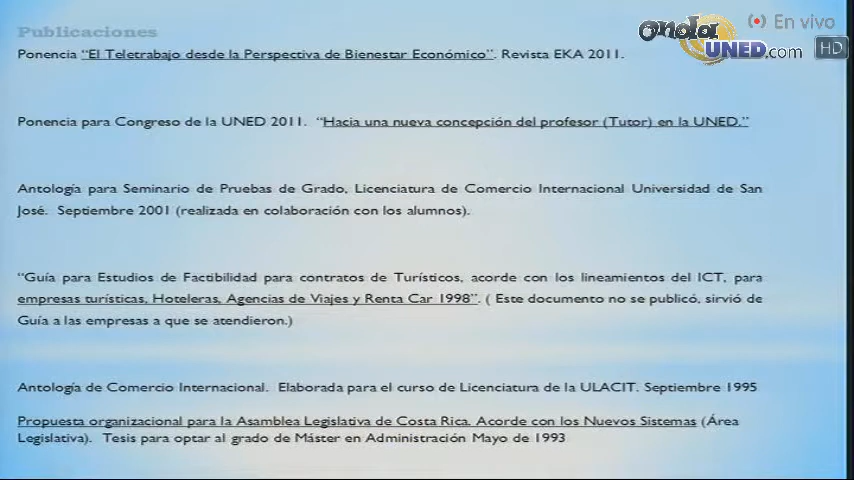 Publicaciones
onda
UNED.com
En vivo
HD
Ponencia “El Teletrabajo desde la Perspectiva de Bienestar Económico”. Revista EKA 2011.
Ponencia para Congreso de la UNED 2011. “Hacia una nueva concepción del profesor (Tutor) en la UNED.”
Antología para Seminario de Pruebas de Grado, Licenciatura de Comercio Internacional Universidad de San
José. Septiembre 2001 (realizada en colaboración con los alumnos).
“Guía para Estudios de Factibilidad para contratos de Turísticos, acorde con los lineamientos del ICT, para
empresas turísticas, Hoteleras, Agencias de Viajes y Renta Car 1998”. ( Este documento no se publicó, sirvió de
Guía a las empresas a que se atendieron.)
Antología de Comercio Internacional. Elaborada para el curso de Licenciatura de la ULACIT. Septiembre 1995
Propuesta organizacional para la Asamblea Legislativa de Costa Rica. Acorde con los Nuevos Sistemas (Área
Legislativa). Tesis para optar al grado de Máster en Administración Mayo de 1993